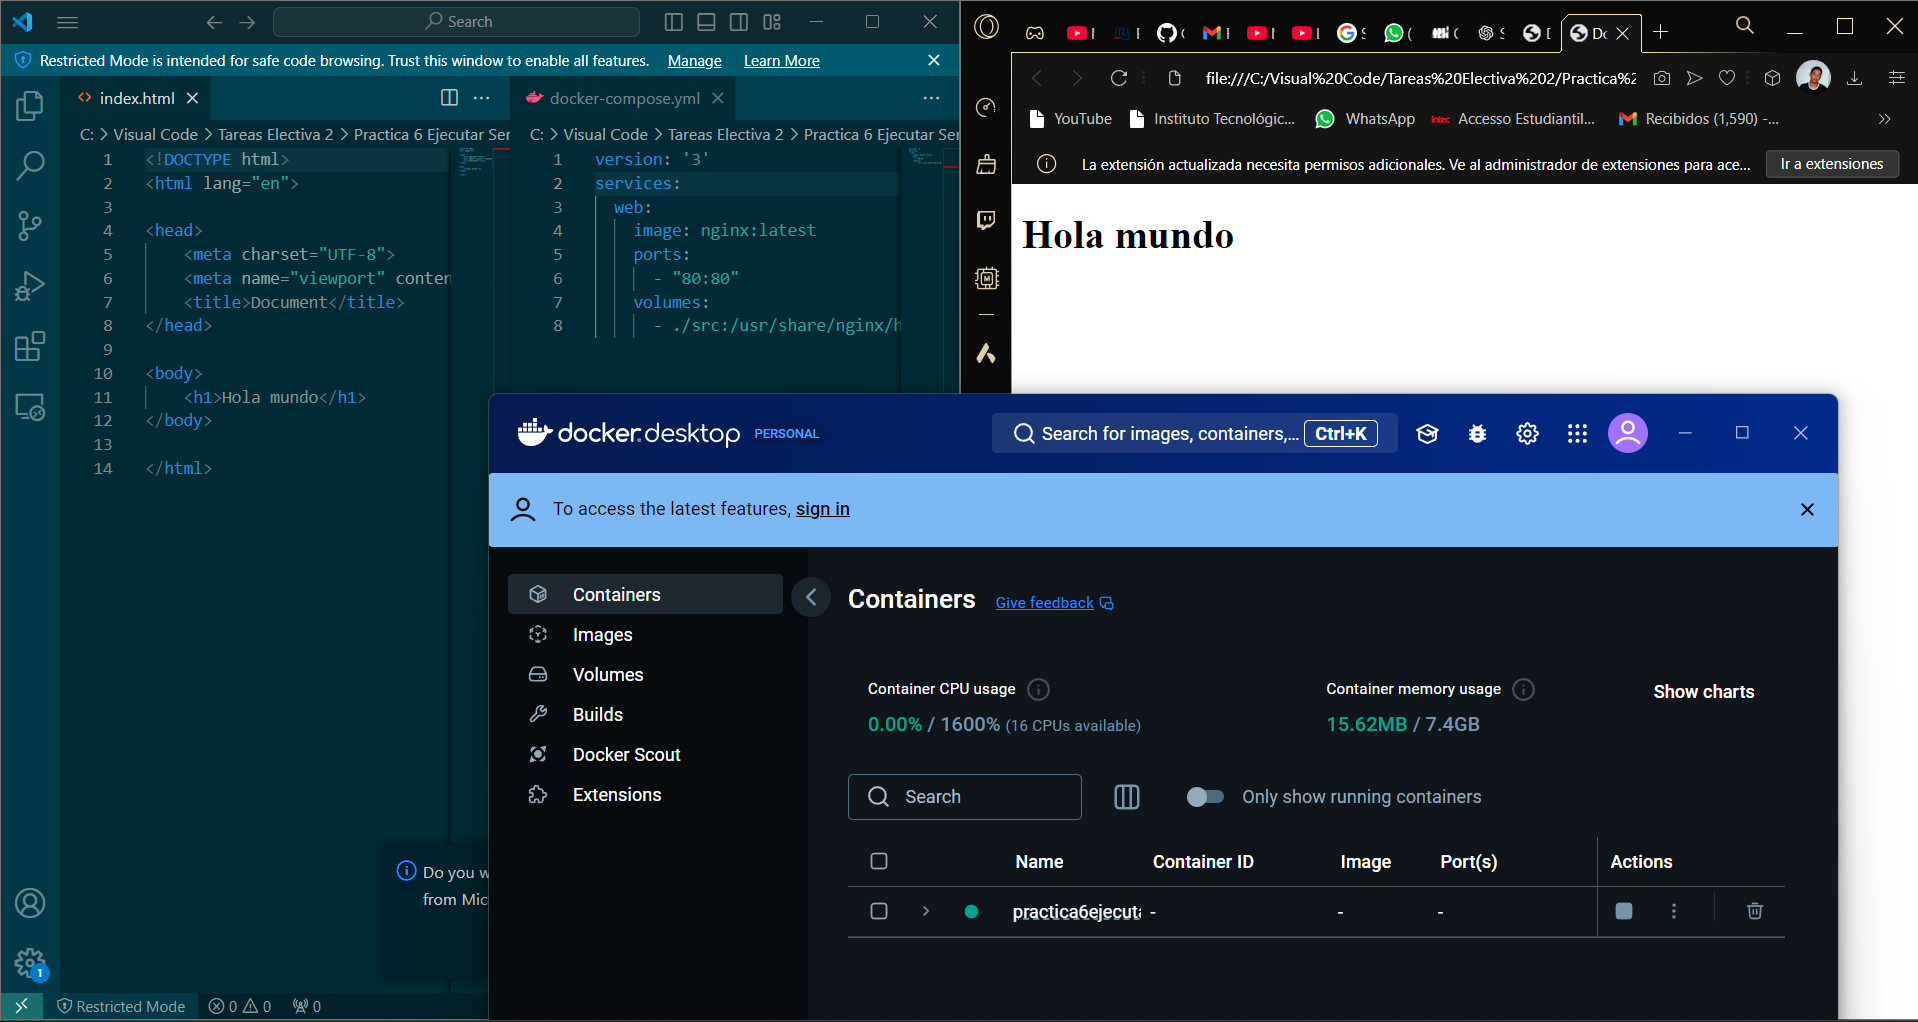 Search
Restricted Mode is intended for safe code browsing. Trust this window to enable all features. Manage Learn More
index.html
C: > Visual Code > Tareas Electiva 2 > Practica 6 Ejecutar Ser
1 <!DOCTYPE html>
2 <html lang="en">
3
4 <head>
5 <meta charset="UTF-8">
6 <meta name="viewport" conten
7 <title>Document</title>
8 </head>
9
10 <body>
11 <h1>Hola mundo</h1>
12 </body>
13
14 </html>
docker-compose.yml
C: > Visual Code > Tareas Electiva 2 > Practica 6 Ejecutar Ser
1 version: '3'
2 services:
3 web:
4 image: nginx:latest
5 ports:
6 - "80:80"
7 volumes:
8 - ./src:/usr/share/nginx/h
Do you w
from Mic
1
Restricted Mode 0 0 0
file:///C:/Visual%20Code/Tareas%20Electiva%202/Practica%2
YouTube Instituto Tecnológic... WhatsApp Intec Accesso Estudiantil... Recibidos (1,590) -...
La extensión actualizada necesita permisos adicionales. Ve al administrador de extensiones para ace... Ir a extensiones
Hola mundo
docker.desktop PERSONAL
Search for images, containers,... Ctrl+K
To access the latest features, sign in
Containers
Images
Volumes
Builds
Docker Scout
Extensions
Containers Give feedback
Container CPU usage
0.00% / 1600% (16 CPUs available)
Container memory usage
15.62MB / 7.4GB
Show charts
Search
Only show running containers
Name Container ID Image Port(s) Actions
practica6ejecuta - - -